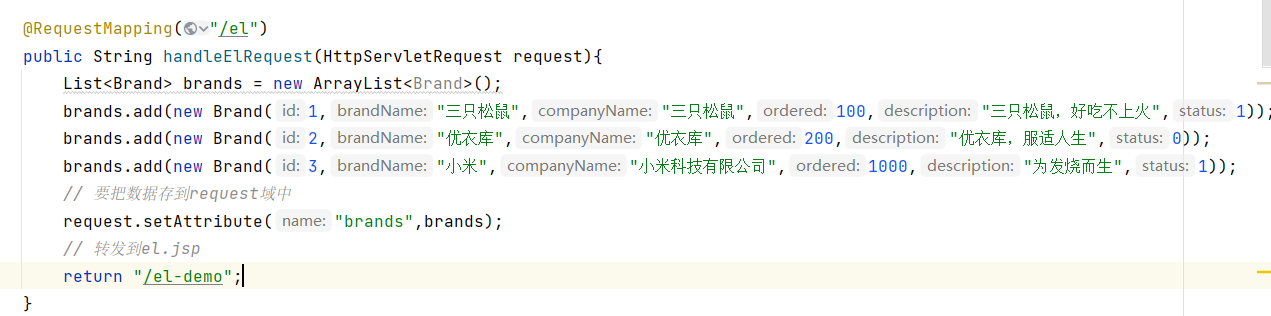 @RequestMapping("/el")
public String handleElRequest(HttpServletRequest request){
List<Brand> brands = new ArrayList<Brand>();
brands.add(new Brand( id: 1, brandName: "三只松鼠", companyName: "三只松鼠", ordered: 100, description: "三只松鼠，好吃不上火", status: 1));
brands.add(new Brand( id: 2, brandName: "优衣库", companyName: "优衣库", ordered: 200, description: "优衣库，服适人生", status: 0));
brands.add(new Brand( id: 3, brandName: "小米", companyName: "小米科技有限公司", ordered: 1000, description: "为发烧而生", status: 1));
// 要把数据存到request域中
request.setAttribute( name: "brands",brands);
// 转发到el.jsp
return "/el-demo";
}